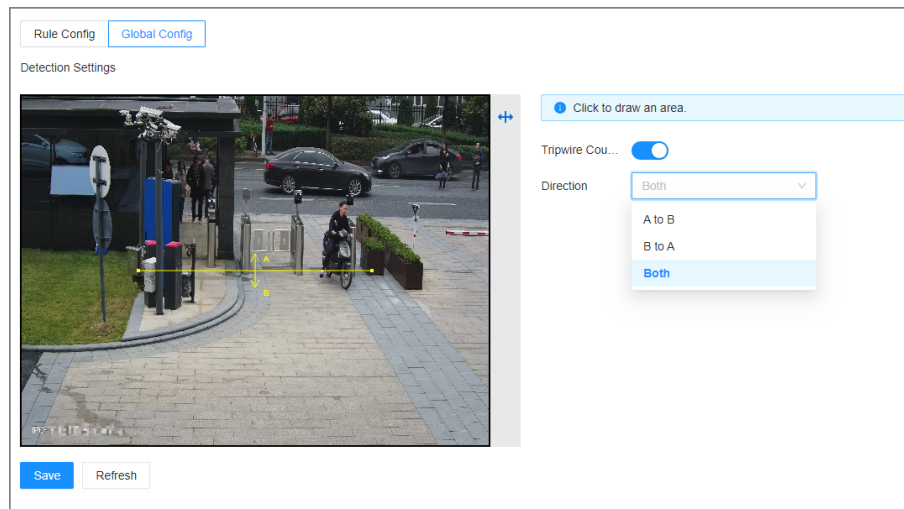 Rule Config
Global Config
Detection Settings
Click to draw an area.
Tripwire Cou...
Direction
Both
A to B
B to A
Both
A
B
Save
Refresh